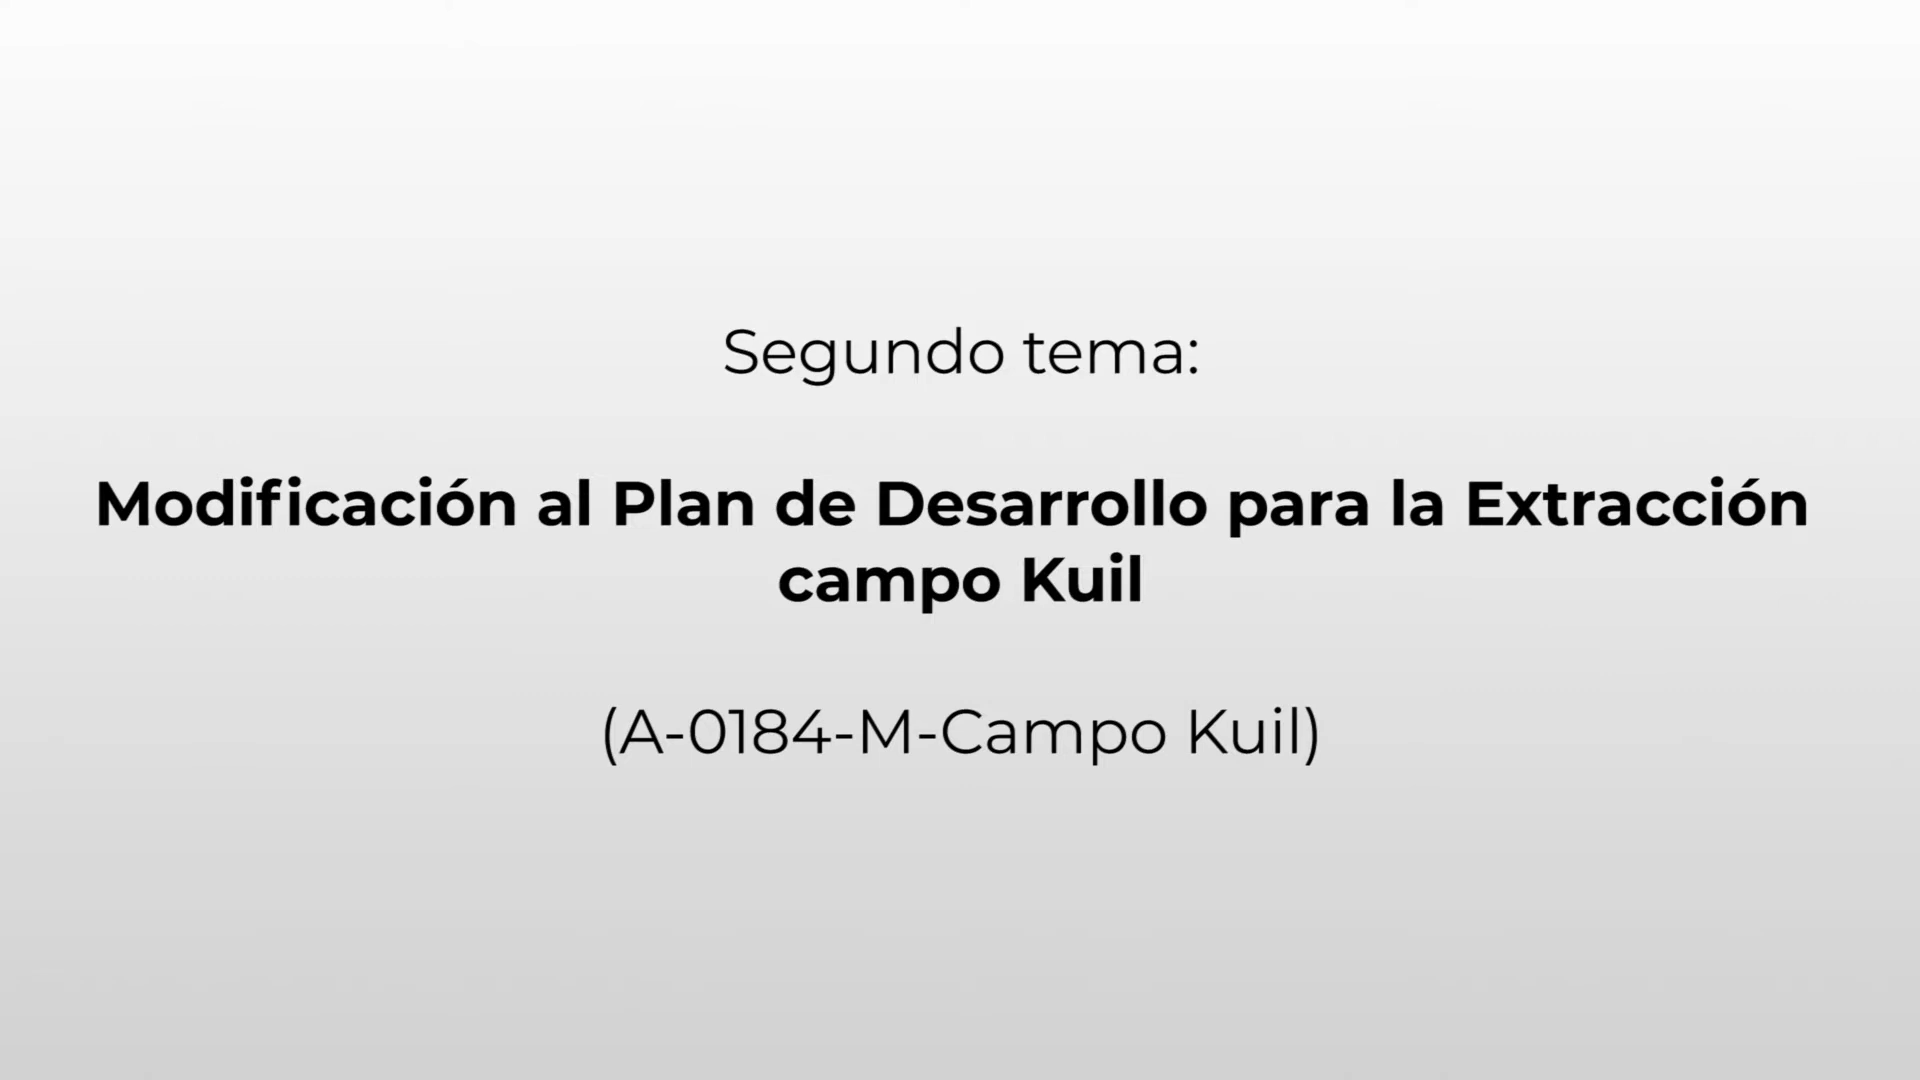 Segundo tema:
Modificación al Plan de Desarrollo para la Extracción
campo Kuil
(A-0184-M-Campo Kuil)